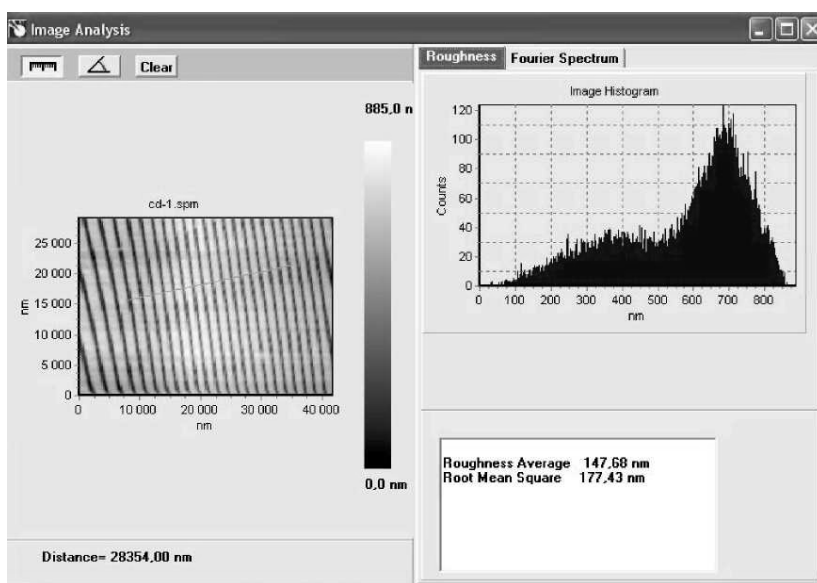 Image Analysis
Clear
885,0 n
cd-1.spm
25 000
20 000
15 000
10 000
5 000
0
nm
0 10 000 20 000 30 000 40 000
nm
0,0 nm
Distance= 28354,00 nm
Roughness Fourier Spectrum
Image Histogram
120
100
80
60
40
20
0
Counts
0 100 200 300 400 500 600 700 800
nm
Roughness Average 147,68 nm
Root Mean Square 177,43 nm